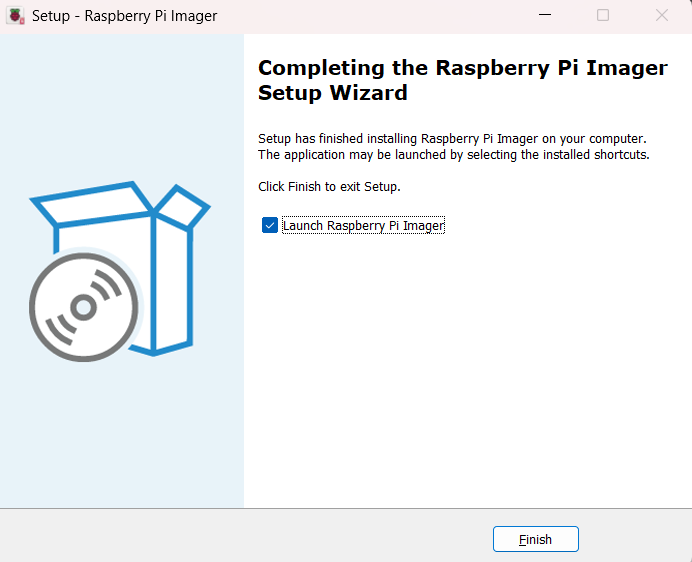 Setup - Raspberry Pi Imager
Completing the Raspberry Pi Imager
Setup Wizard
Setup has finished installing Raspberry Pi Imager on your computer.
The application may be launched by selecting the installed shortcuts.
Click Finish to exit Setup.
Launch Raspberry Pi Imager
Finish